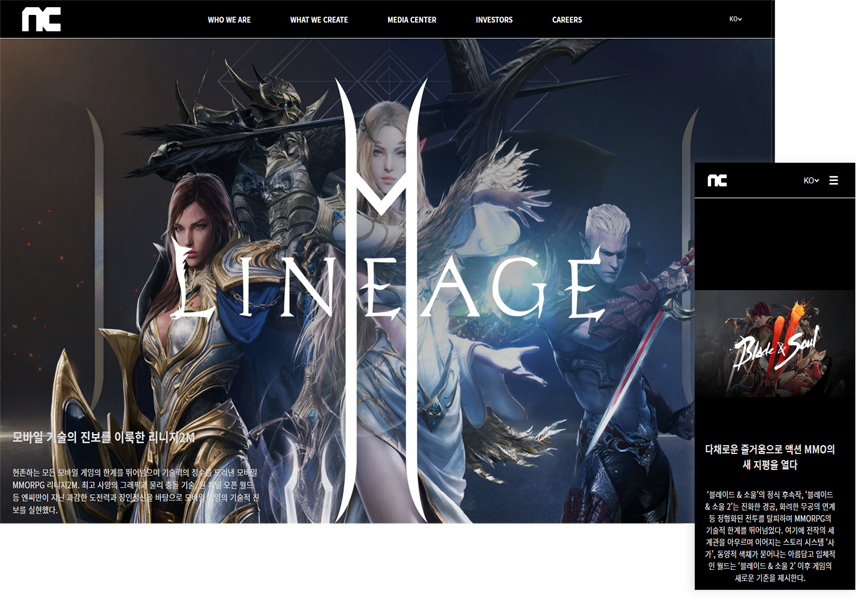 nc
WHO WE ARE
WHAT WE CREATE
MEDIA CENTER
INVESTORS
CAREERS
KO
LINEAGE
M
모바일 기술의 진보를 이룩한 리니지2M
현존하는 모든 모바일 게임의 한계를 뛰어넘으며 기술력의 정수를 드러낸 모바일
MMORPG 리니지2M. 최고 사양의 그래픽과 물리 충돌 기술, 원 채널 오픈 월드
등 엔씨만이 지닌 과감한 도전력과 장인정신을 바탕으로 모바일 게임의 기술적 진
보를 실현했다.
nc
KO
Blade & Soul
II
다채로운 즐거움으로 액션 MMO의
새 지평을 열다
'블레이드 & 소울'의 정식 후속작, '블레이드
& 소울 2'는 진화한 경공, 화려한 무공의 연계
등 정형화된 전투를 탈피하며 MMORPG의
기술적 한계를 뛰어넘었다. 여기에 전작의 세
계관을 아우르며 이어지는 스토리 시스템 '사
가', 동양적 색채가 묻어나는 아름답고 입체적
인 월드는 '블레이드 & 소울 2' 이후 게임의
새로운 기준을 제시한다.